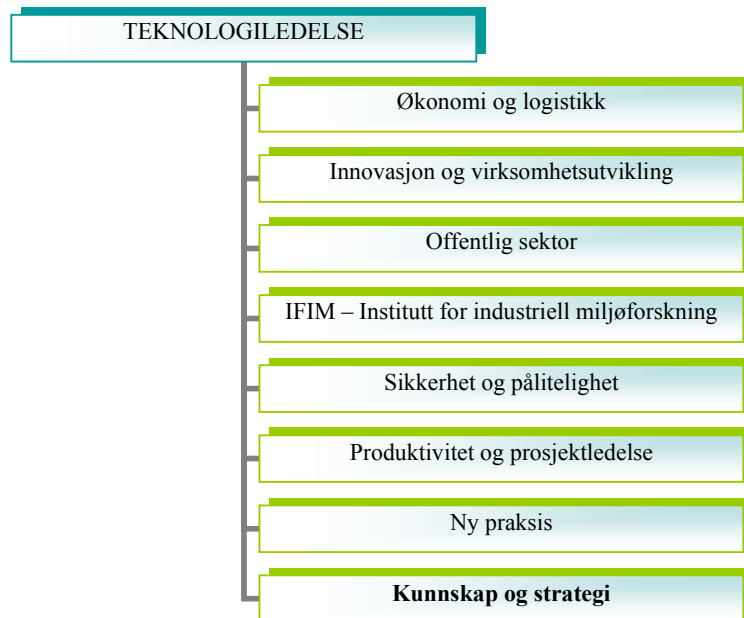 TEKNOLOGILEDELSE
Økonomi og logistikk
Innovasjon og virksomhetsutvikling
Offentlig sektor
IFIM – Institutt for industriell miljøforskning
Sikkerhet og pålitelighet
Produktivitet og prosjektledelse
Ny praksis
Kunnskap og strategi